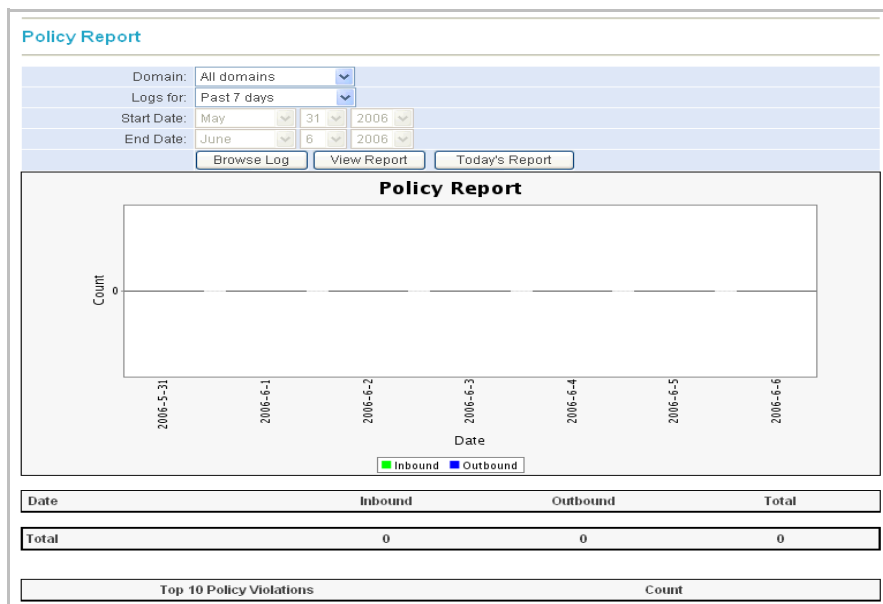 Policy Report
Domain: All domains
Logs for: Past 7 days
Start Date: May 31 2006
End Date: June 6 2006
Browse Log View Report Today's Report
Policy Report
Count
0
2006-5-31 2006-6-1 2006-6-2 2006-6-3 2006-6-4 2006-6-5 2006-6-6
Date
Inbound Outbound
Date Inbound Outbound Total
Total 0 0 0
Top 10 Policy Violations Count